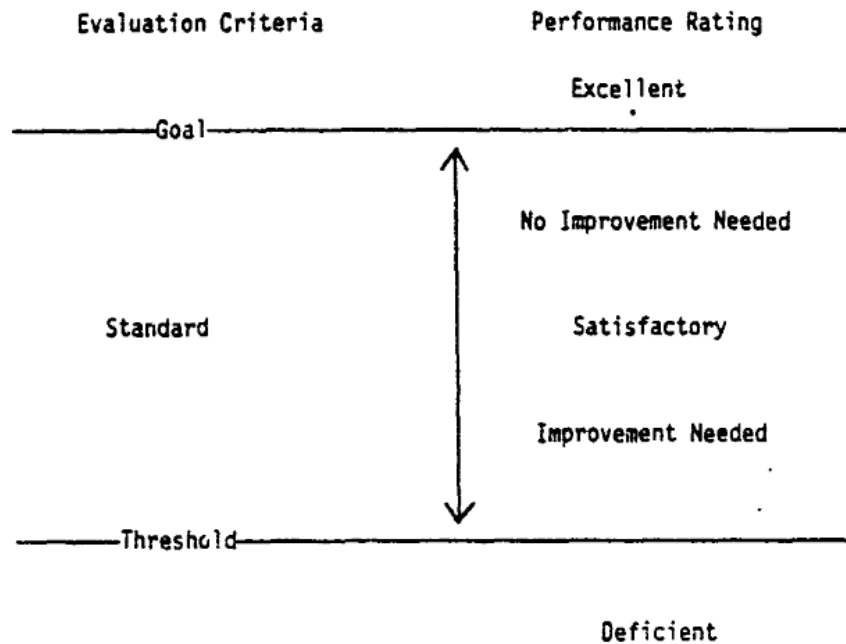 Evaluation Criteria Performance Rating
Excellent
Goal
No Improvement Needed
Standard Satisfactory
Improvement Needed
Threshold
Deficient